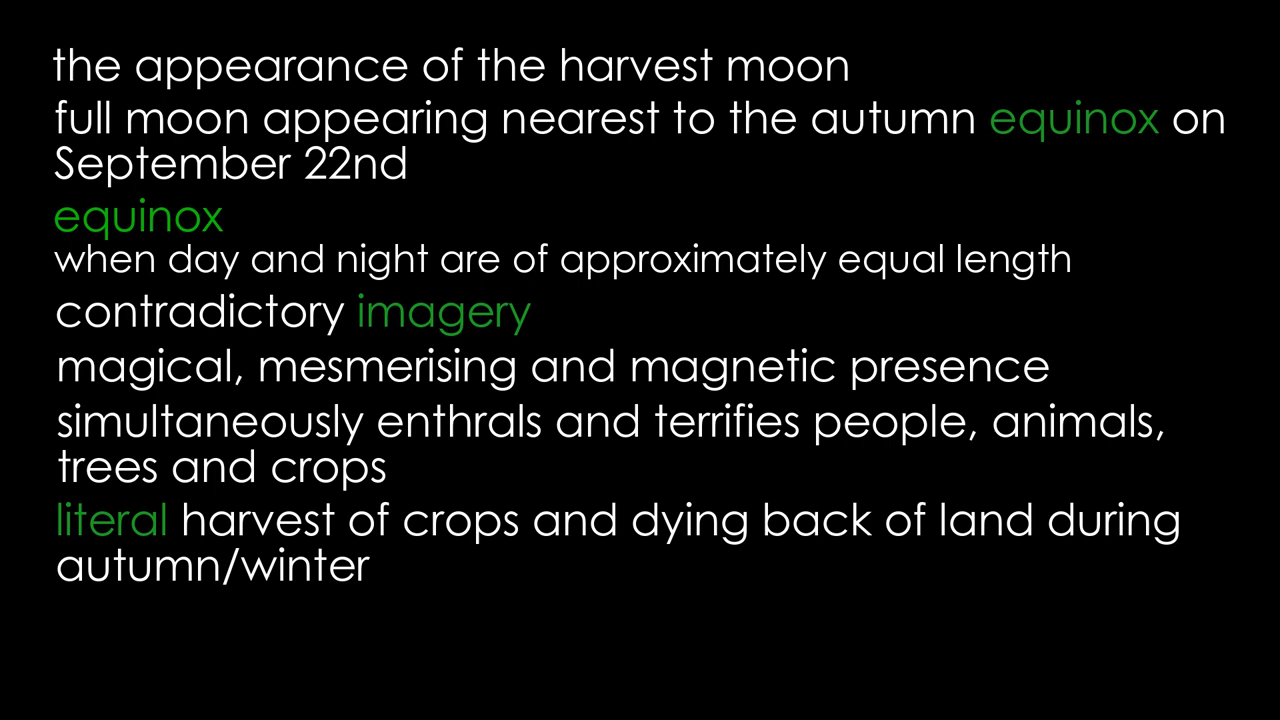 the appearance of the harvest moon
full moon appearing nearest to the autumn equinox on
September 22nd
equinox
when day and night are of approximately equal length
contradictory imagery
magical, mesmerising and magnetic presence
simultaneously enthrals and terrifies people, animals,
trees and crops
literal harvest of crops and dying back of land during
autumn/winter